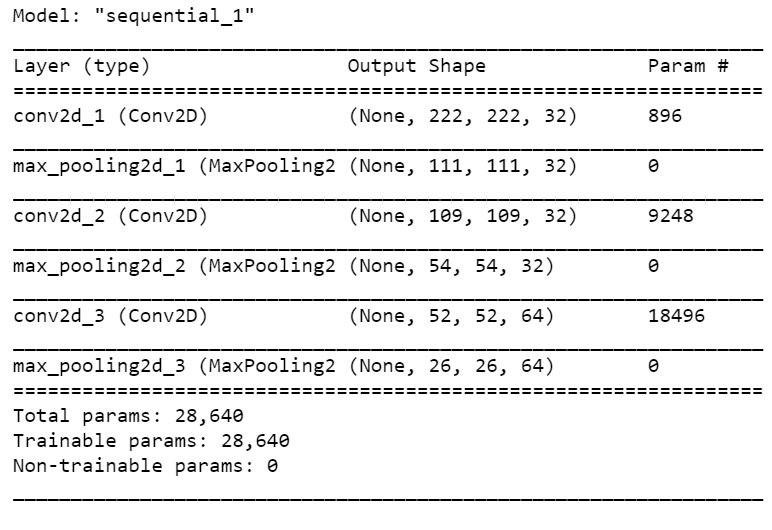 Model: "sequential_1"
Layer (type) Output Shape Param #
conv2d_1 (Conv2D) (None, 222, 222, 32) 896
max_pooling2d_1 (MaxPooling2 (None, 111, 111, 32) 0
conv2d_2 (Conv2D) (None, 109, 109, 32) 9248
max_pooling2d_2 (MaxPooling2 (None, 54, 54, 32) 0
conv2d_3 (Conv2D) (None, 52, 52, 64) 18496
max_pooling2d_3 (MaxPooling2 (None, 26, 26, 64) 0
Total params: 28,640
Trainable params: 28,640
Non-trainable params: 0